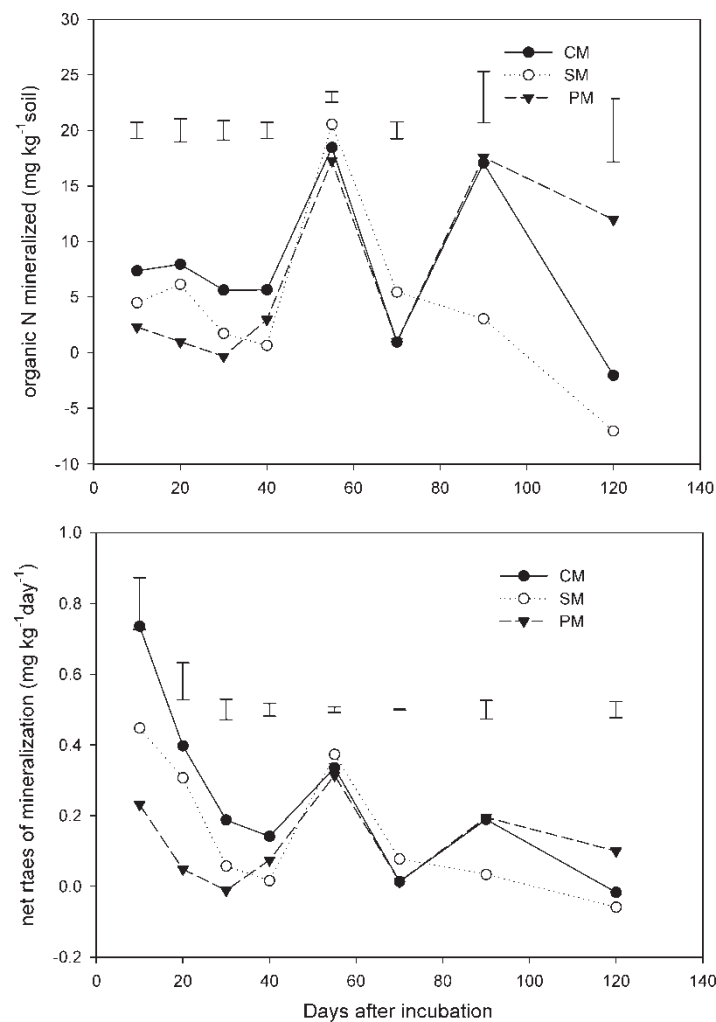 30
25
20
15
10
5
0
-5
-10
organic N mineralized (mg kg⁻¹soil)
CM
SM
PM
0 20 40 60 80 100 120 140
1.0
0.8
0.6
0.4
0.2
0.0
-0.2
net rtaes of mineralization (mg kg⁻¹day⁻¹)
CM
SM
PM
0 20 40 60 80 100 120 140
Days after incubation